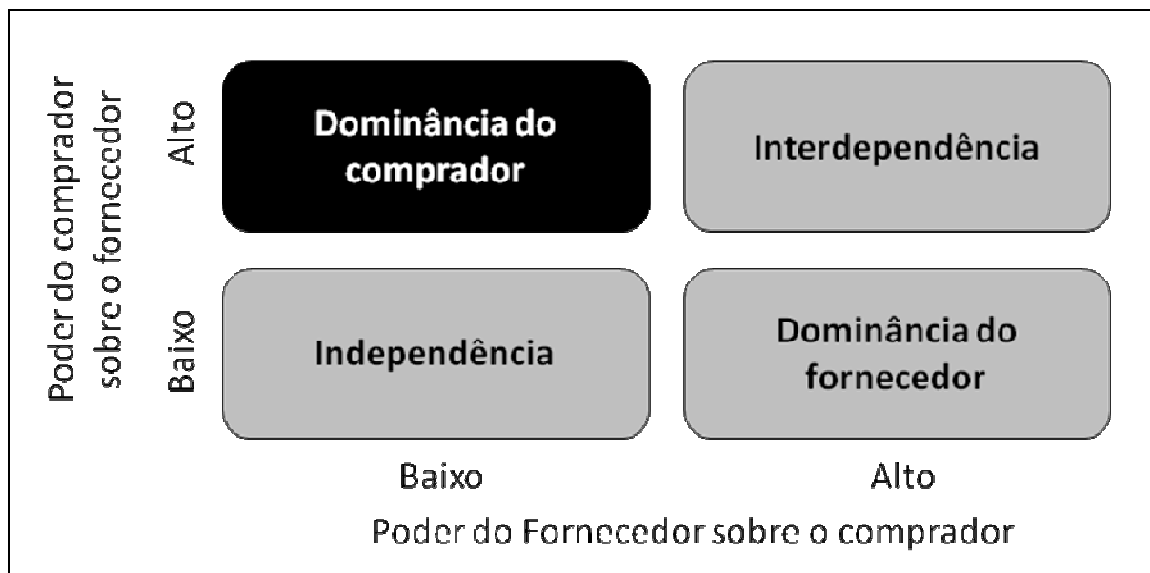 Poder do comprador
sobre o fornecedor
Alto
Dominância do
comprador
Interdependência
Baixo
Independência
Dominância do
fornecedor
Baixo
Alto
Poder do Fornecedor sobre o comprador